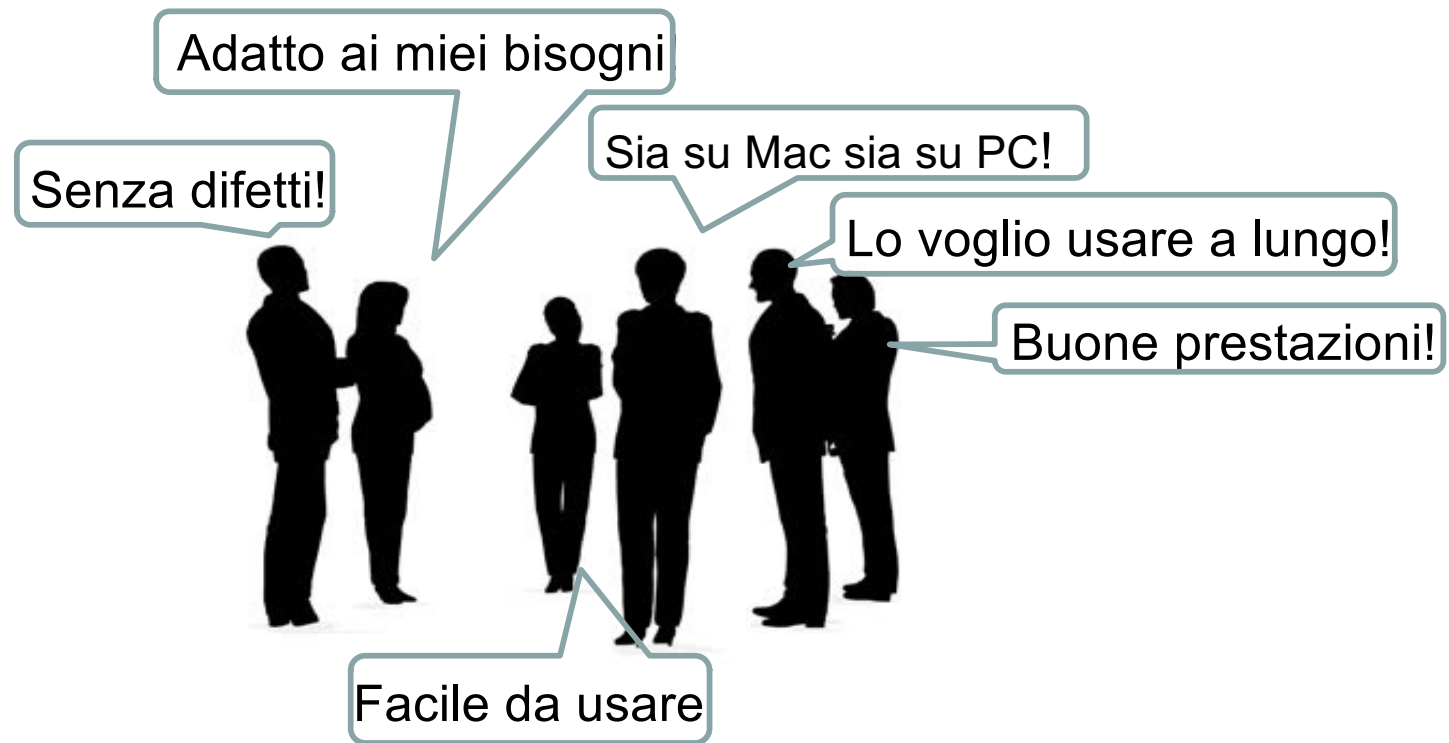 Adatto ai miei bisogni!
Sia su Mac sia su PC!
Senza difetti!
Lo voglio usare a lungo!
Buone prestazioni!
Facile da usare